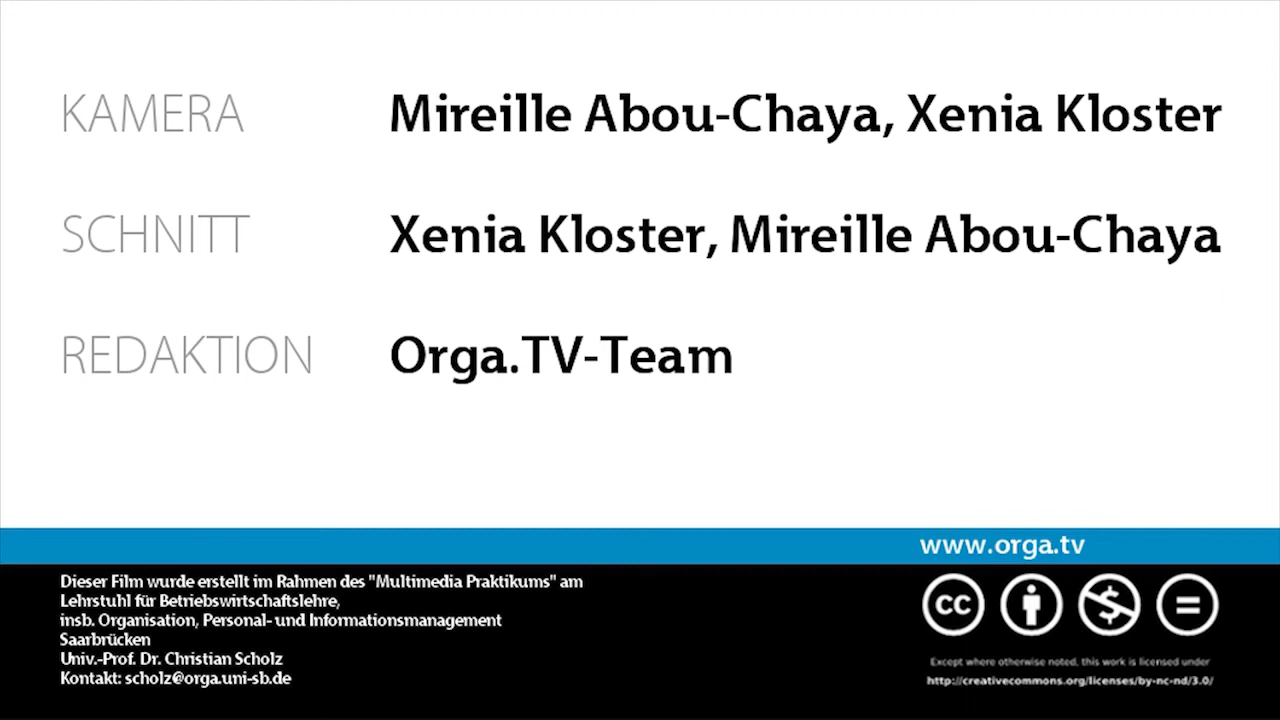 KAMERA Mireille Abou-Chaya, Xenia Kloster
SCHNITT Xenia Kloster, Mireille Abou-Chaya
REDAKTION Orga.TV-Team
www.orga.tv
Dieser Film wurde erstellt im Rahmen des "Multimedia Praktikums" am
Lehrstuhl für Betriebswirtschaftslehre,
insb. Organisation, Personal- und Informationsmanagement
Saarbrücken
Univ.-Prof. Dr. Christian Scholz
Kontakt: scholz@orga.uni-sb.de
cc $ =
Except where otherwise noted, this work is licensed under
http://creativecommons.org/licenses/by-nc-nd/3.0/